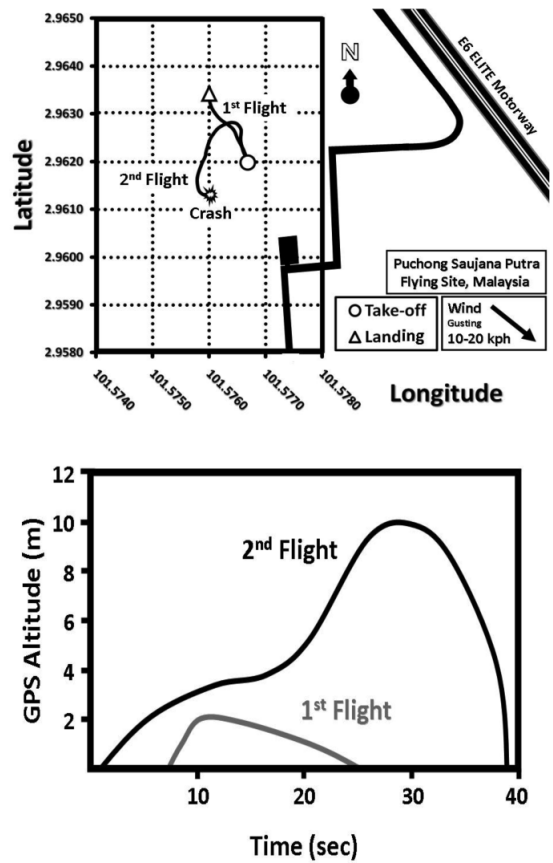 2.9650
2.9640
2.9630
2.9620
2.9610
2.9600
2.9590
2.9580
Latitude
1st Flight
2nd Flight
Crash
N
E6 ELITE Motorway
Puchong Saujana Putra
Flying Site, Malaysia
Take-off
Landing
Wind
Gusting
10-20 kph
101.5740
101.5750
101.5760
101.5770
101.5780
Longitude
12
10
8
6
4
2
GPS Altitude (m)
2nd Flight
1st Flight
10
20
30
40
Time (sec)